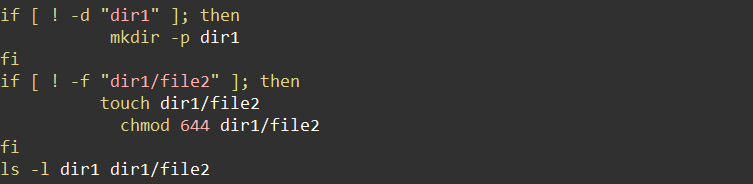 if [ ! -d "dir1" ]; then
           mkdir -p dir1
fi
if [ ! -f "dir1/file2" ]; then
          touch dir1/file2
            chmod 644 dir1/file2
fi
ls -l dir1 dir1/file2